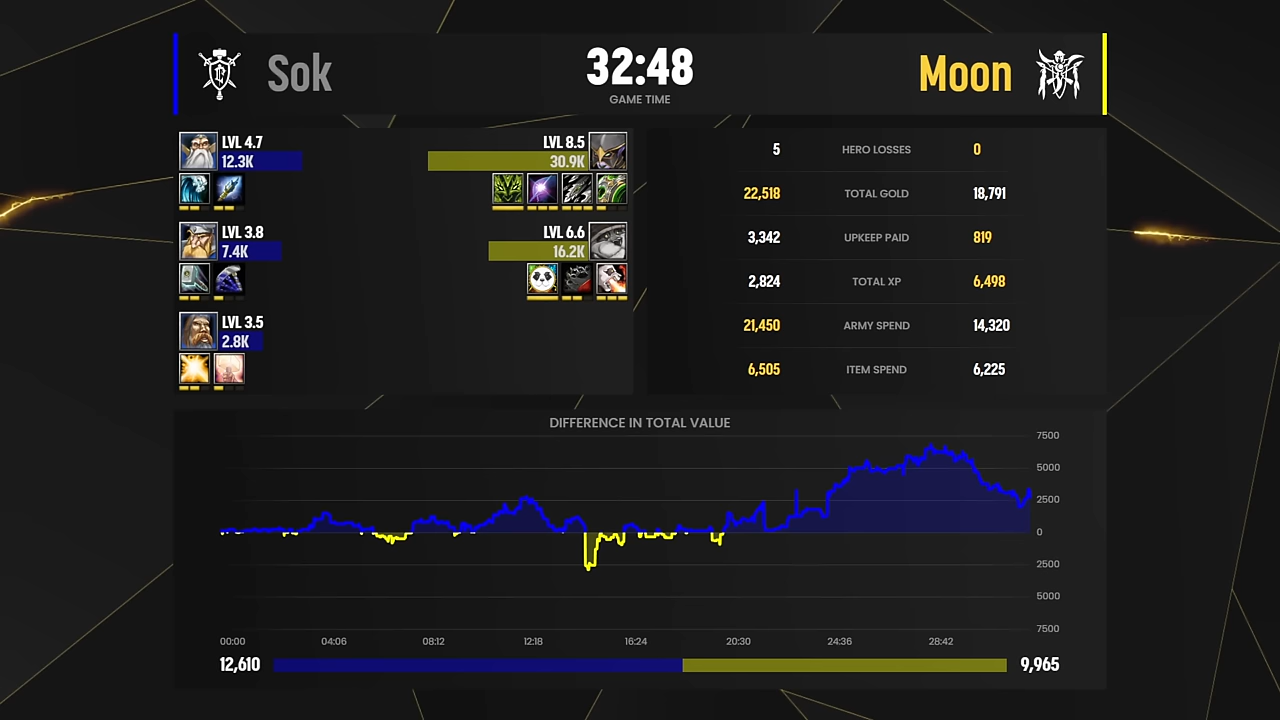 Sok
32:48
GAME TIME
Moon
LVL 4.7
12.3K
LVL 8.5
30.9K
LVL 3.8
7.4K
LVL 6.6
16.2K
LVL 3.5
2.8K
5 HERO LOSSES 0
22,518 TOTAL GOLD 18,791
3,342 UPKEEP PAID 819
2,824 TOTAL XP 6,498
21,450 ARMY SPEND 14,320
6,505 ITEM SPEND 6,225
DIFFERENCE IN TOTAL VALUE
7500
5000
2500
0
2500
5000
7500
00:00 04:06 08:12 12:18 16:24 20:30 24:36 28:42
12,610 9,965